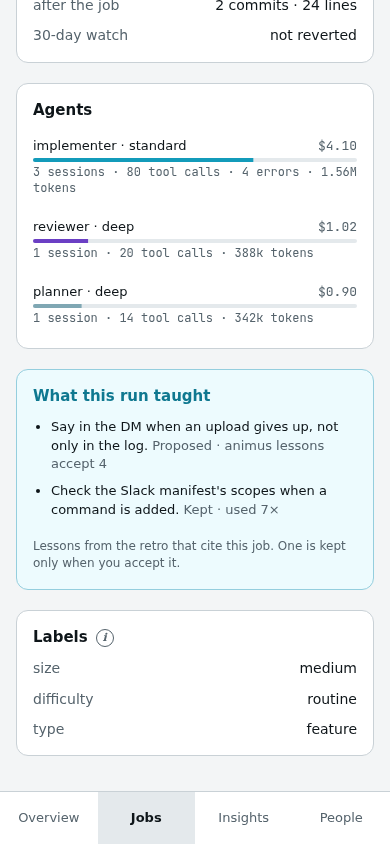 after the job 2 commits · 24 lines
30-day watch not reverted
Agents
implementer · standard $4.10
3 sessions · 80 tool calls · 4 errors · 1.56M
tokens
reviewer · deep $1.02
1 session · 20 tool calls · 388k tokens
planner · deep $0.90
1 session · 14 tool calls · 342k tokens
What this run taught
• Say in the DM when an upload gives up, not
only in the log. Proposed · animus lessons
accept 4
• Check the Slack manifest's scopes when a
command is added. Kept · used 7×
Lessons from the retro that cite this job. One is kept
only when you accept it.
Labels i
size medium
difficulty routine
type feature
Overview Jobs Insights People